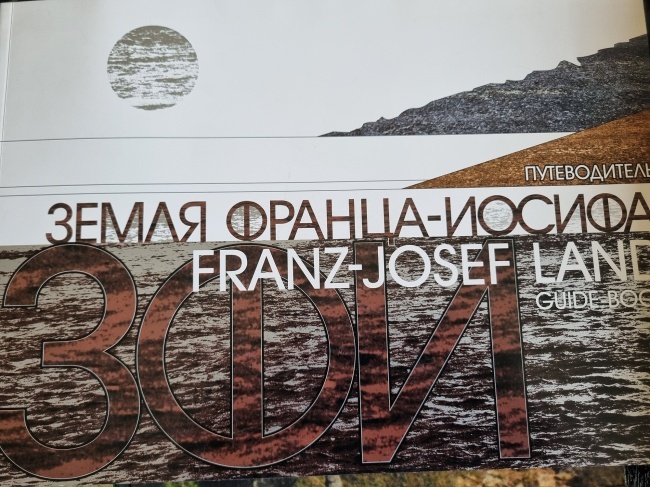 ПУТЕВОДИТЕЛЬ
ЗЕМЛЯ ФРАНЦА-ИОСИФА
FRANZ-JOSEF LAND
GUIDE BOO
ЗФИ